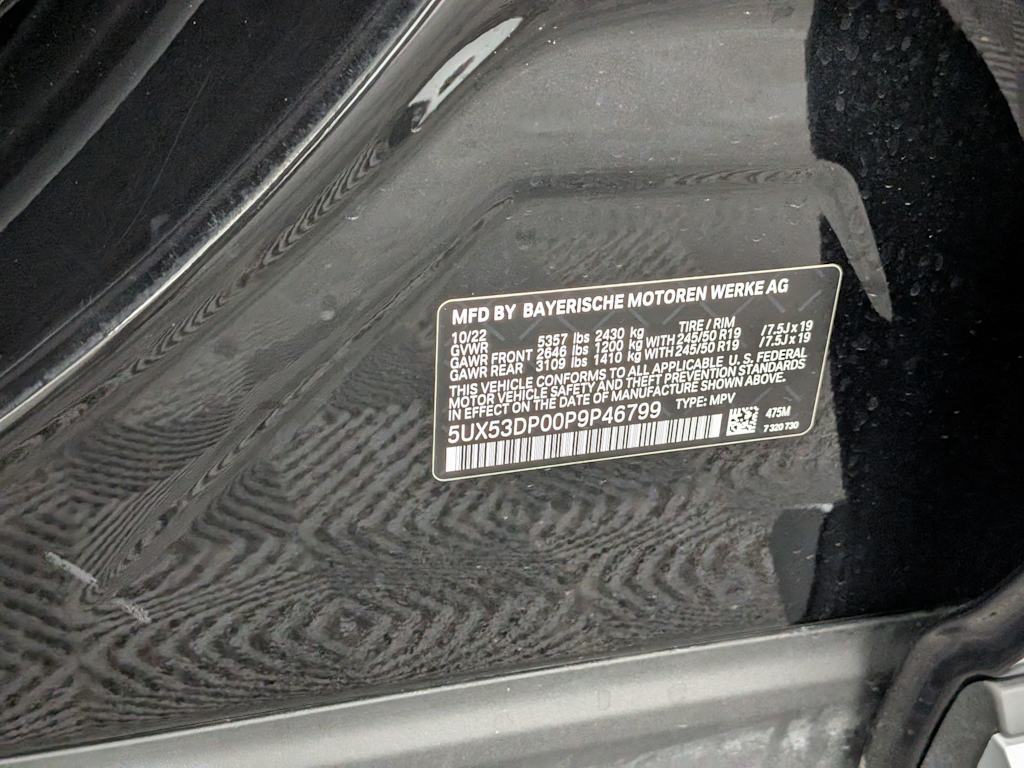 MFD BY BAYERISCHE MOTOREN WERKE AG
10/22 TIRE / RIM
GVWR 5357 lbs 2430 kg
GAWR FRONT 2646 lbs 1200 kg WITH 245/50 R19 / 7.5J x 19
GAWR REAR 3109 lbs 1410 kg WITH 245/50 R19 / 7.5J x 19
THIS VEHICLE CONFORMS TO ALL APPLICABLE U. S. FEDERAL
MOTOR VEHICLE SAFETY AND THEFT PREVENTION STANDARDS
IN EFFECT ON THE DATE OF MANUFACTURE SHOWN ABOVE.
5UX53DP00P9P46799 TYPE: MPV
475M
7 320 730